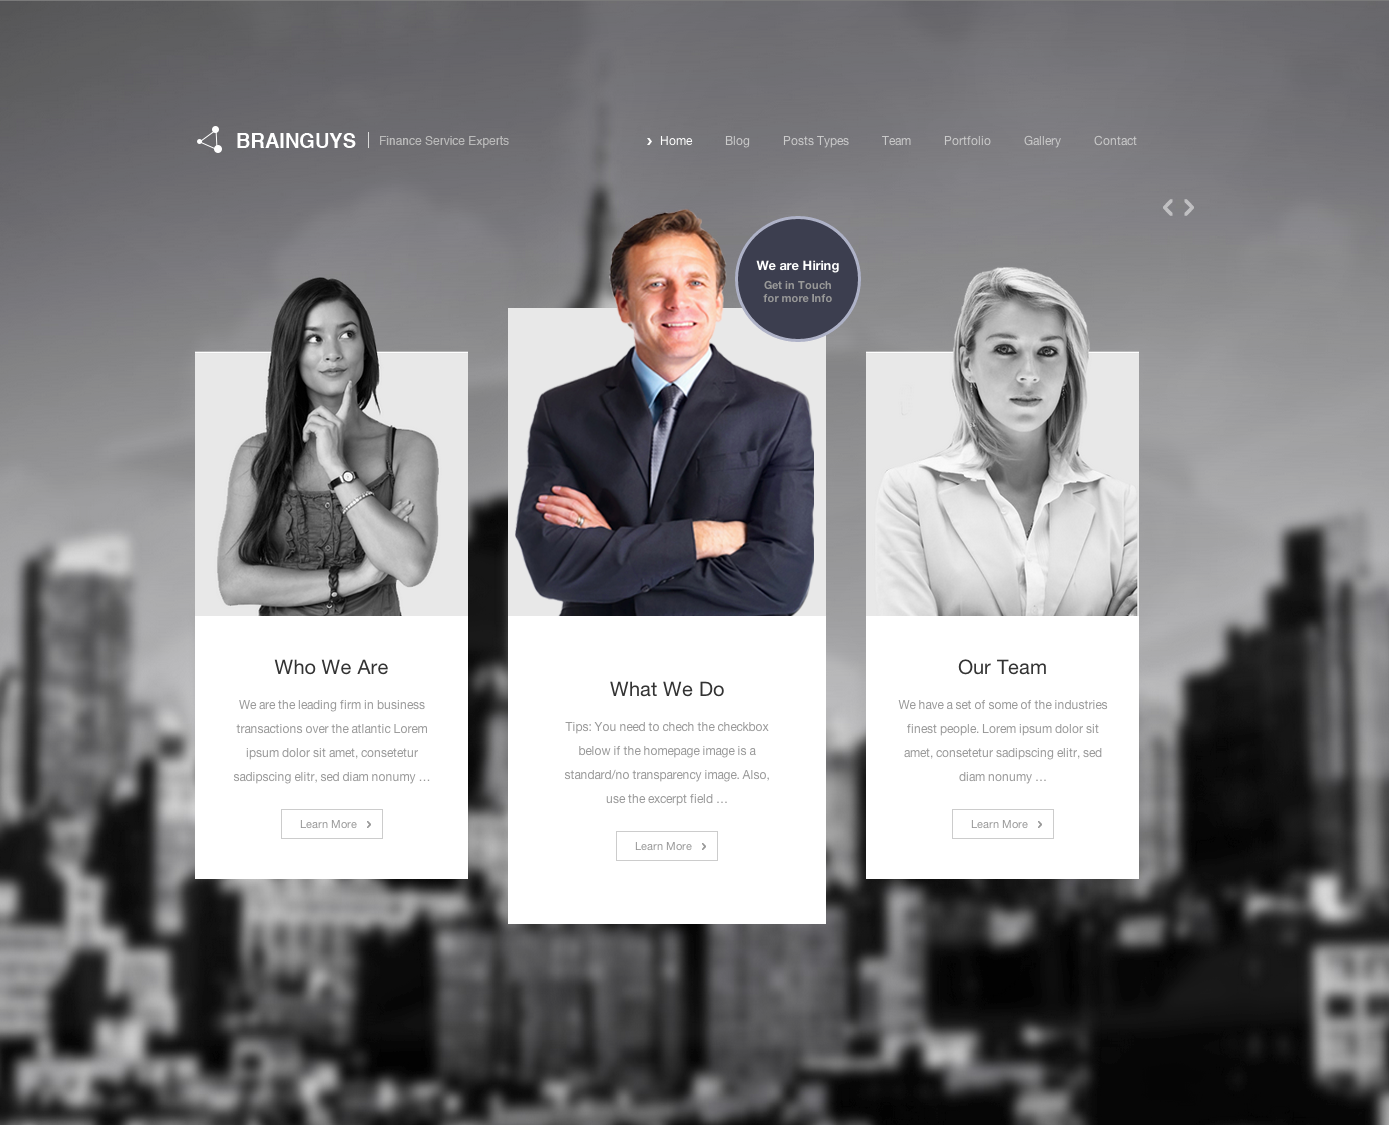 BRAINGUYS
Finance Service Experts
Home
Blog
Posts Types
Team
Portfolio
Gallery
Contact
We are Hiring
Get in Touch
for more Info
Who We Are
We are the leading firm in business
transactions over the atlantic Lorem
ipsum dolor sit amet, consetetur
sadipscing elitr, sed diam nonumy …
Learn More
What We Do
Tips: You need to chech the checkbox
below if the homepage image is a
standard/no transparency image. Also,
use the excerpt field …
Learn More
Our Team
We have a set of some of the industries
finest people. Lorem ipsum dolor sit
amet, consetetur sadipscing elitr, sed
diam nonumy …
Learn More